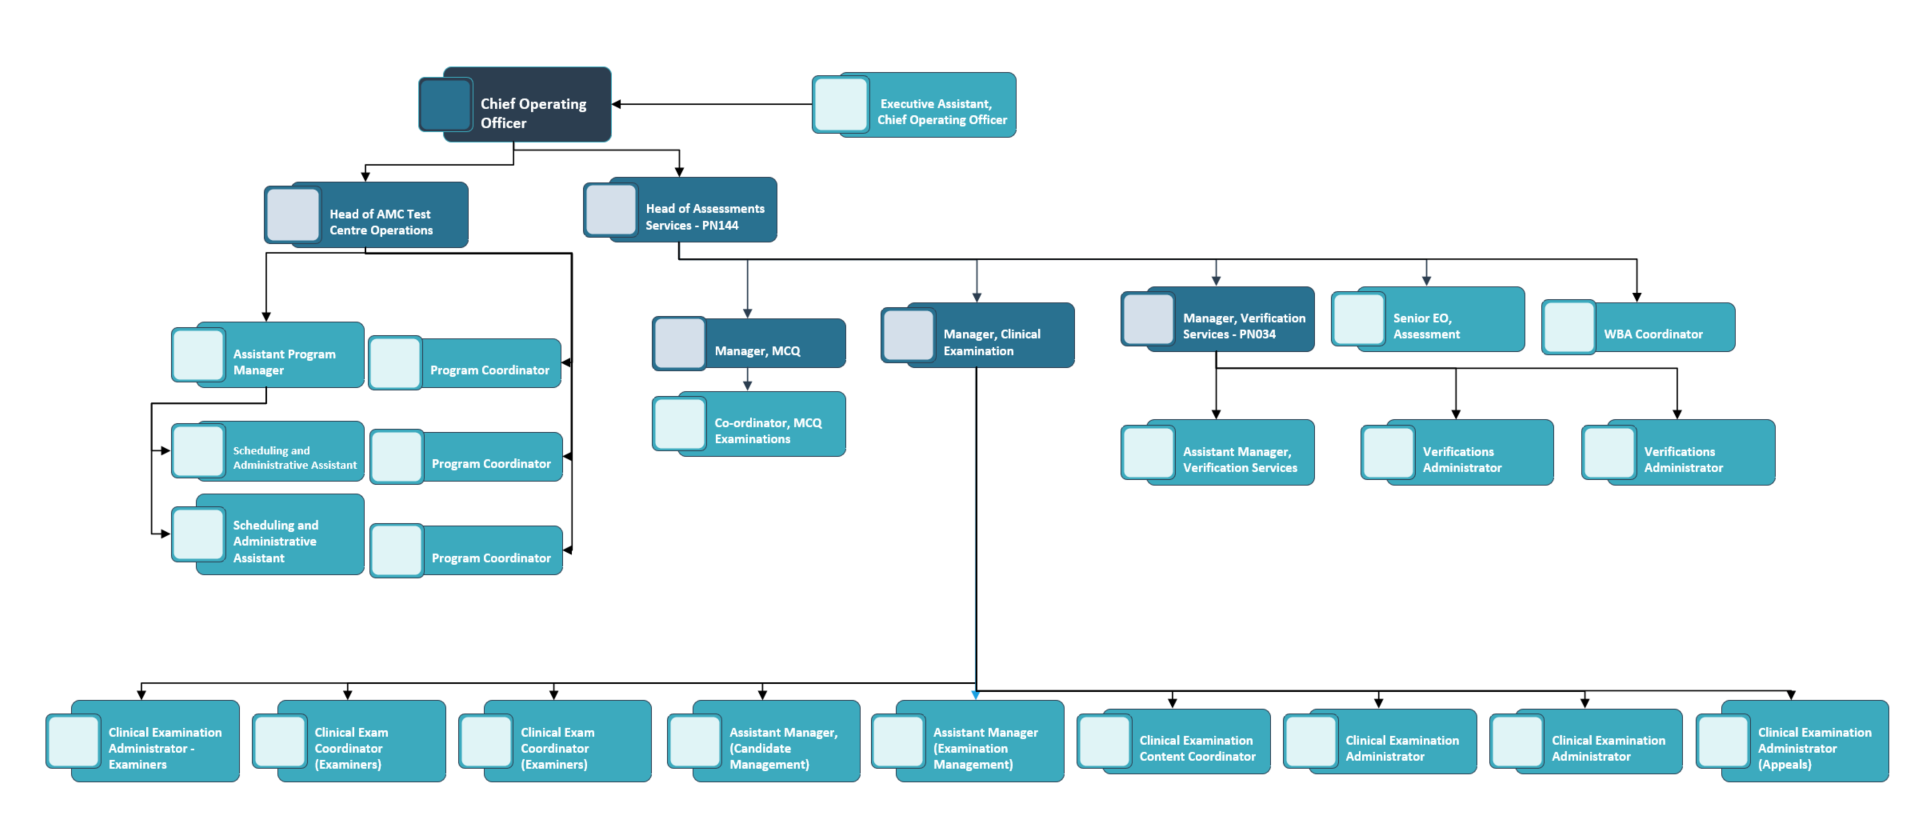 Chief Operating
Officer
Executive Assistant,
Chief Operating Officer
Head of AMC Test
Centre Operations
Head of Assessments
Services - PN144
Assistant Program
Manager
Program Coordinator
Scheduling and
Administrative Assistant
Program Coordinator
Scheduling and
Administrative
Assistant
Program Coordinator
Manager, MCQ
Co-ordinator, MCQ
Examinations
Manager, Clinical
Examination
Manager, Verification
Services - PN034
Senior EO,
Assessment
WBA Coordinator
Assistant Manager,
Verification Services
Verifications
Administrator
Verifications
Administrator
Clinical Examination
Administrator -
Examiners
Clinical Exam
Coordinator
(Examiners)
Clinical Exam
Coordinator
(Examiners)
Assistant Manager,
(Candidate
Management)
Assistant Manager
(Examination
Management)
Clinical Examination
Content Coordinator
Clinical Examination
Administrator
Clinical Examination
Administrator
Clinical Examination
Administrator
(Appeals)